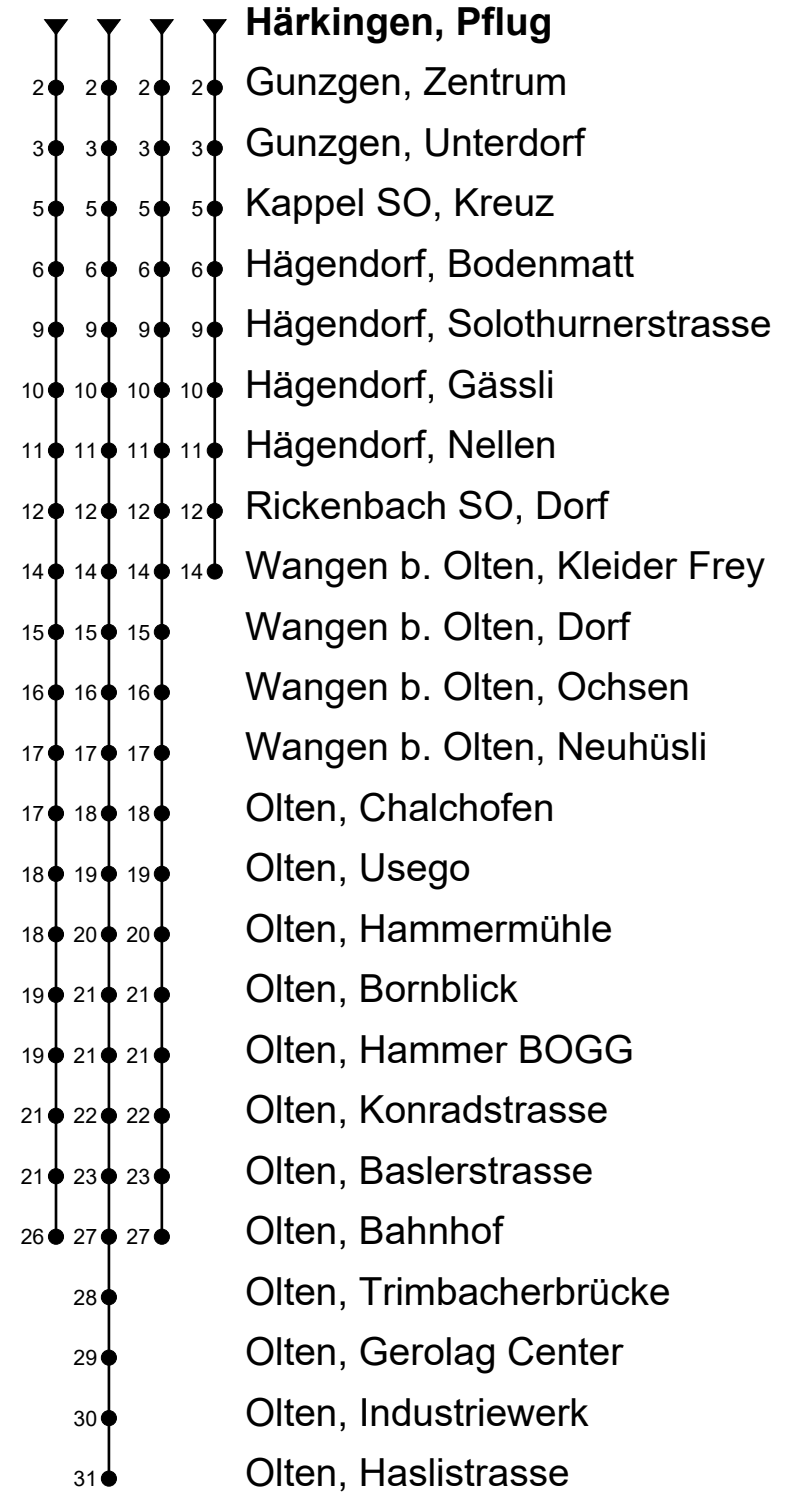 Härkingen, Pflug
2 2 2 2 Gunzgen, Zentrum
3 3 3 3 Gunzgen, Unterdorf
5 5 5 5 Kappel SO, Kreuz
6 6 6 6 Hägendorf, Bodenmatt
9 9 9 9 Hägendorf, Solothurnerstrasse
10 10 10 10 Hägendorf, Gässli
11 11 11 11 Hägendorf, Nellen
12 12 12 12 Rickenbach SO, Dorf
14 14 14 14 Wangen b. Olten, Kleider Frey
15 15 15 Wangen b. Olten, Dorf
16 16 16 Wangen b. Olten, Ochsen
17 17 17 Wangen b. Olten, Neuhüsli
17 18 18 Olten, Chalchofen
18 19 19 Olten, Usego
18 20 20 Olten, Hammermühle
19 21 21 Olten, Bornblick
19 21 21 Olten, Hammer BOGG
21 22 22 Olten, Konradstrasse
21 23 23 Olten, Baslerstrasse
26 27 27 Olten, Bahnhof
28 Olten, Trimbacherbrücke
29 Olten, Gerolag Center
30 Olten, Industriewerk
31 Olten, Haslistrasse